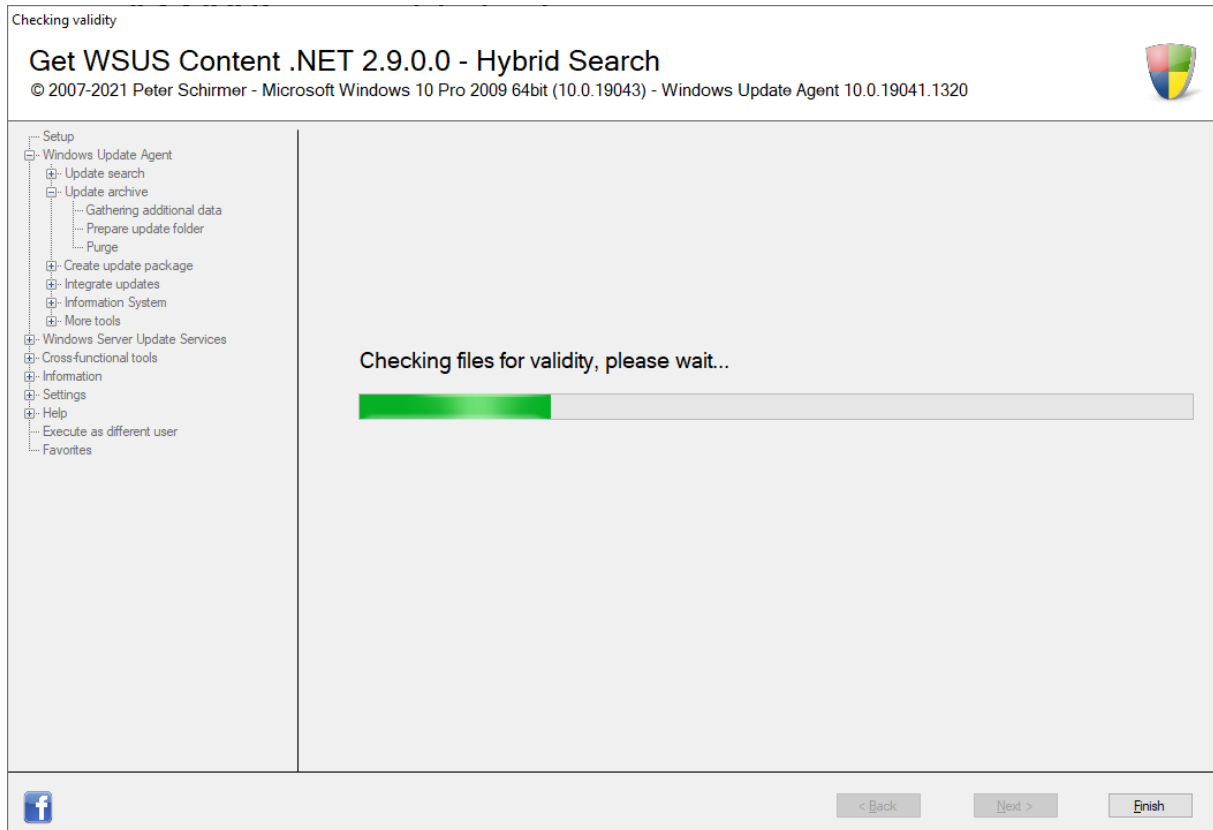 Checking validity
Get WSUS Content .NET 2.9.0.0 - Hybrid Search
© 2007-2021 Peter Schirmer - Microsoft Windows 10 Pro 2009 64bit (10.0.19043) - Windows Update Agent 10.0.19041.1320
Setup
Windows Update Agent
Update search
Update archive
Gathering additional data
Prepare update folder
Purge
Create update package
Integrate updates
Information System
More tools
Windows Server Update Services
Cross-functional tools
Information
Settings
Help
Execute as different user
Favorites
Checking files for validity, please wait...
< Back
Next >
Finish